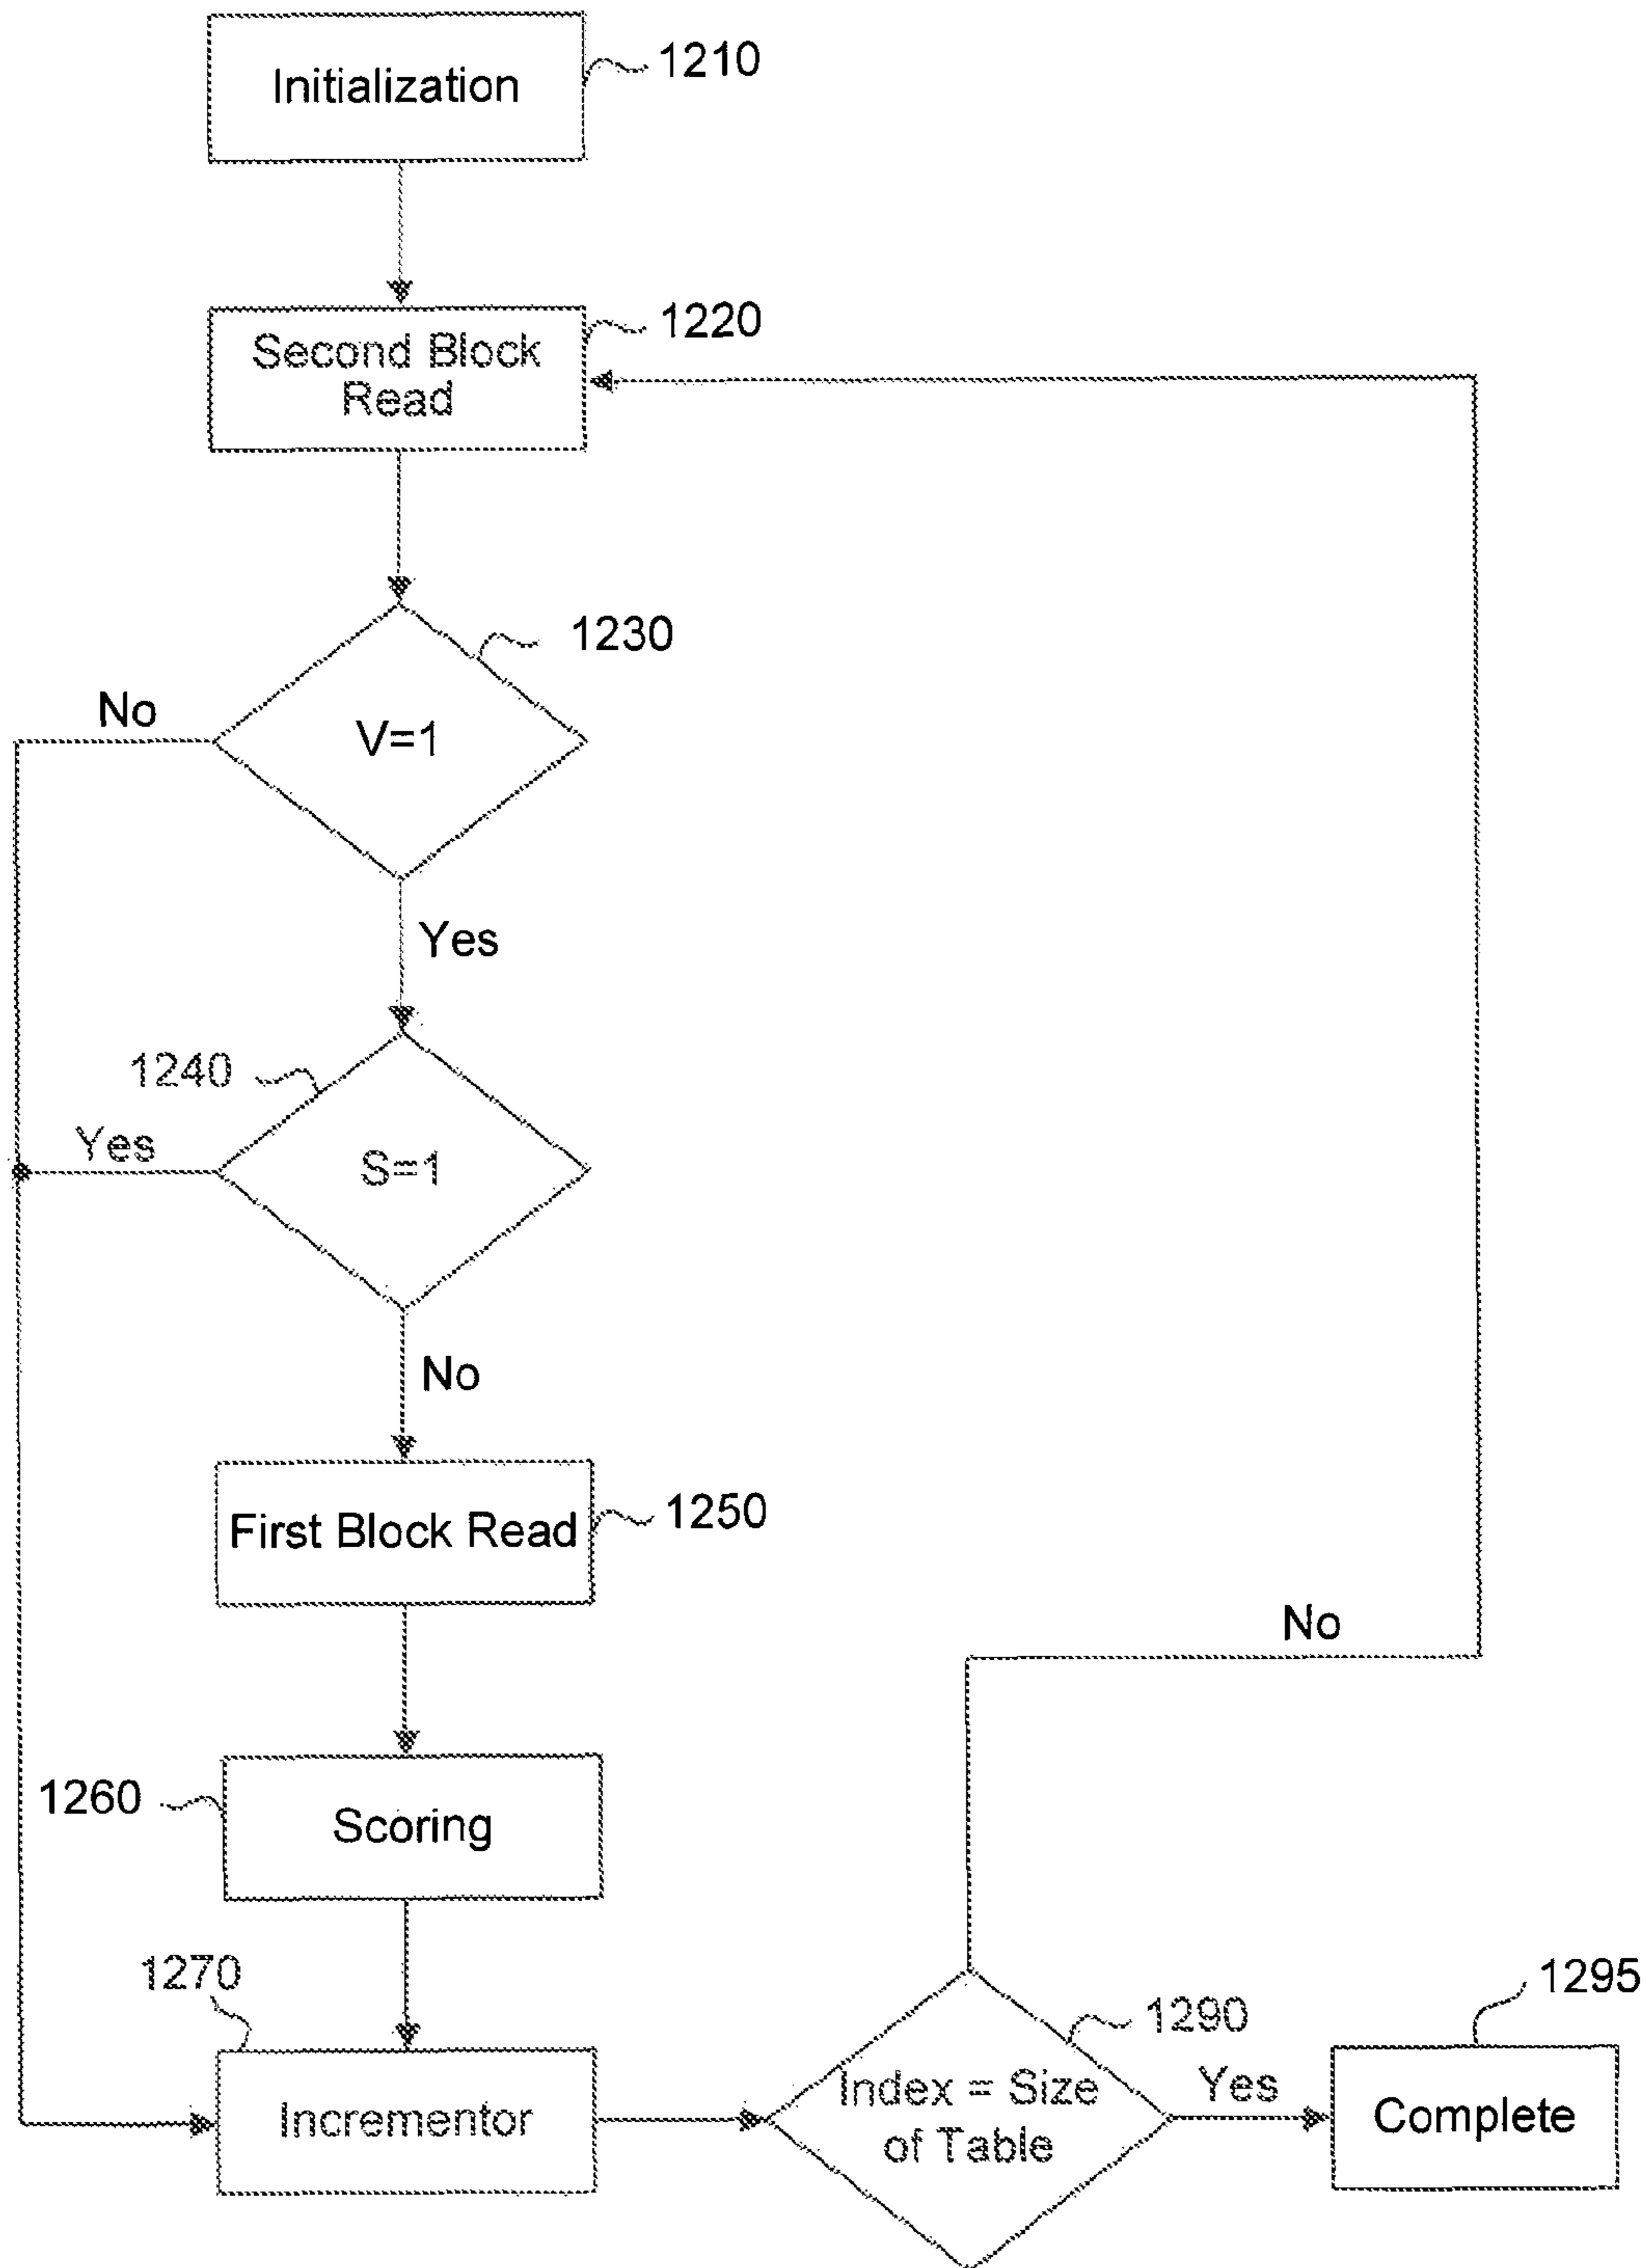 Initialization
1210
Second Block
Read
1220
1230
No
V=1
Yes
1240
Yes
S=1
No
First Block Read
1250
No
1260
Scoring
1270
Incrementor
1290
Index = Size
of Table
Yes
1295
Complete